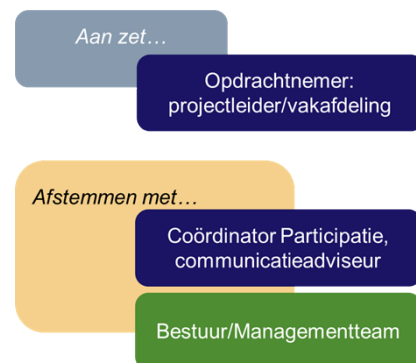 Aan zet…
Opdrachtnemer:
projectleider/vakafdeling
Afstemmen met…
Coördinator Participatie,
communicatieadviseur
Bestuur/Managementteam